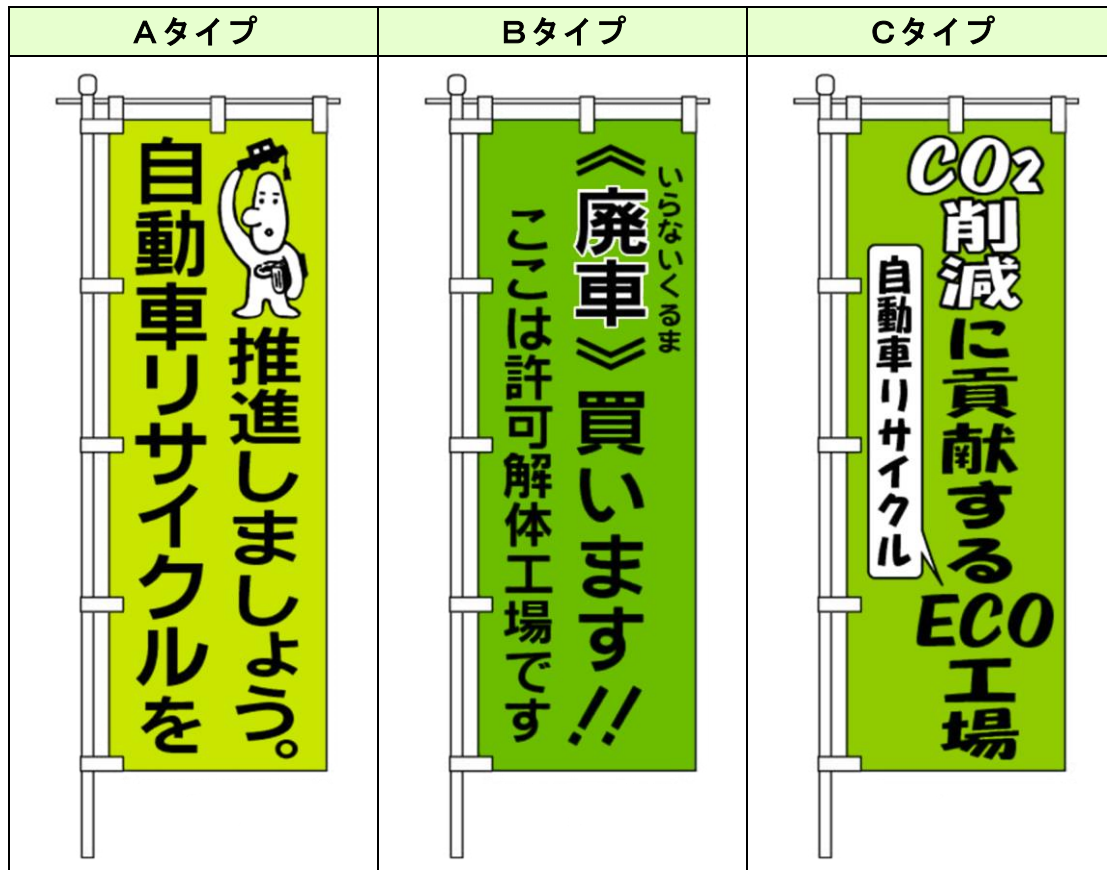 Aタイプ
Bタイプ
Cタイプ
自動車リサイクルを
推進しましょう。
いらないくるま
《廃車》買います!!
ここは許可解体工場です
CO2削減に貢献するECO工場
自動車リサイクル